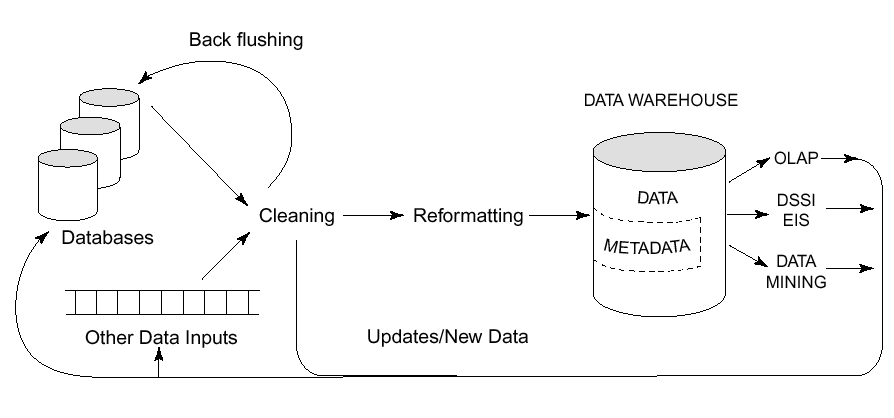 Back flushing
DATA WAREHOUSE
OLAP
DATA
DSSI
EIS
Cleaning
Reformatting
Databases
METADATA
DATA
MINING
Other Data Inputs
Updates/New Data